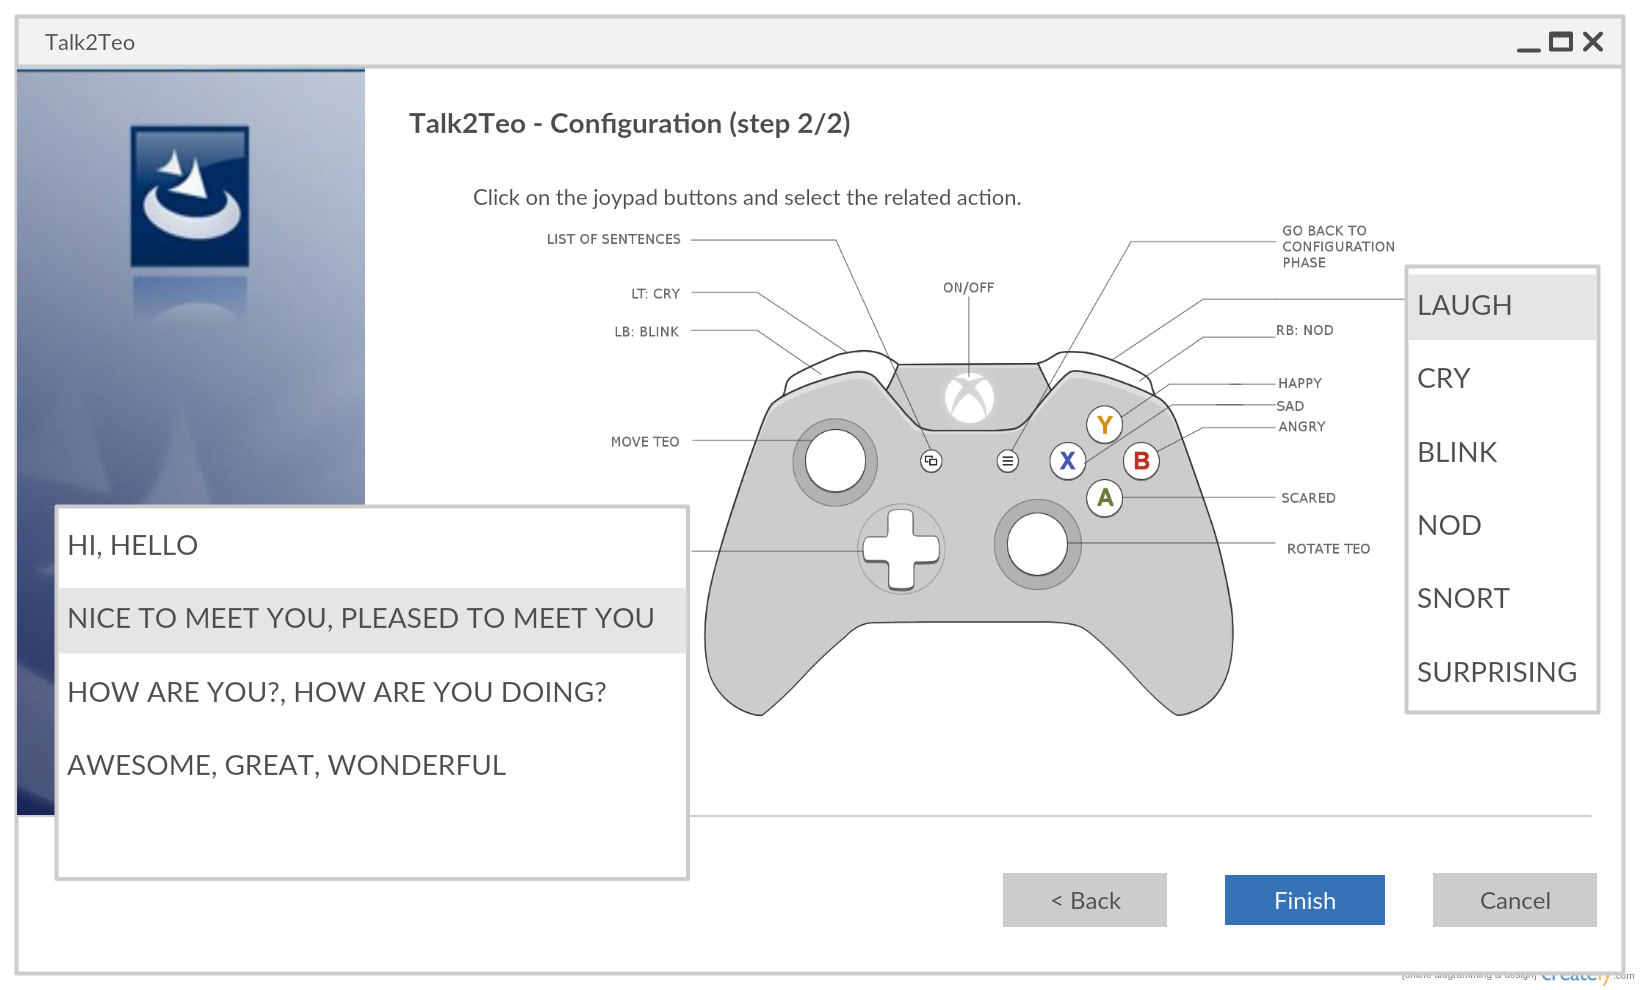 Talk2Teo
Talk2Teo - Configuration (step 2/2)
Click on the joypad buttons and select the related action.
LIST OF SENTENCES
GO BACK TO
CONFIGURATION
PHASE
LT: CRY
ON/OFF
LAUGH
LB: BLINK
RB: NOD
CRY
HAPPY
SAD
ANGRY
MOVE TEO
Y
X
B
A
BLINK
SCARED
NOD
ROTATE TEO
SNORT
SURPRISING
HI, HELLO
NICE TO MEET YOU, PLEASED TO MEET YOU
HOW ARE YOU?, HOW ARE YOU DOING?
AWESOME, GREAT, WONDERFUL
< Back
Finish
Cancel
[online diagramming & design] creately.com